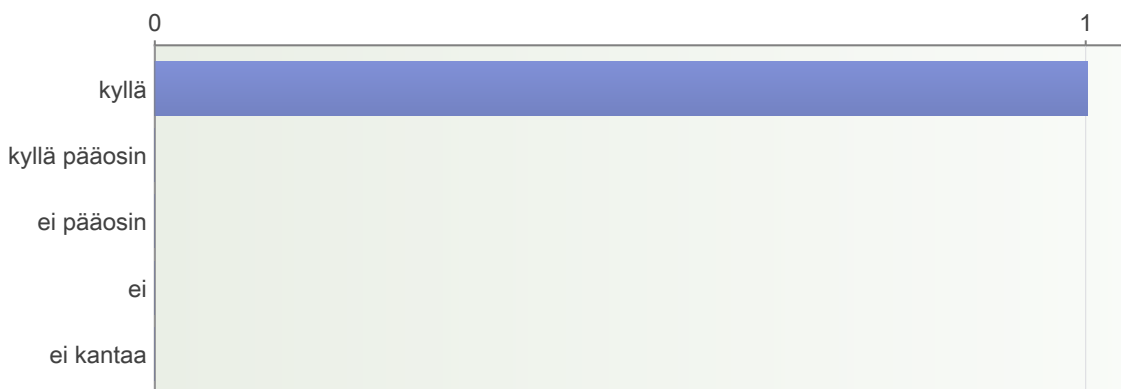 0 1
kyllä
kyllä pääosin
ei pääosin
ei
ei kantaa